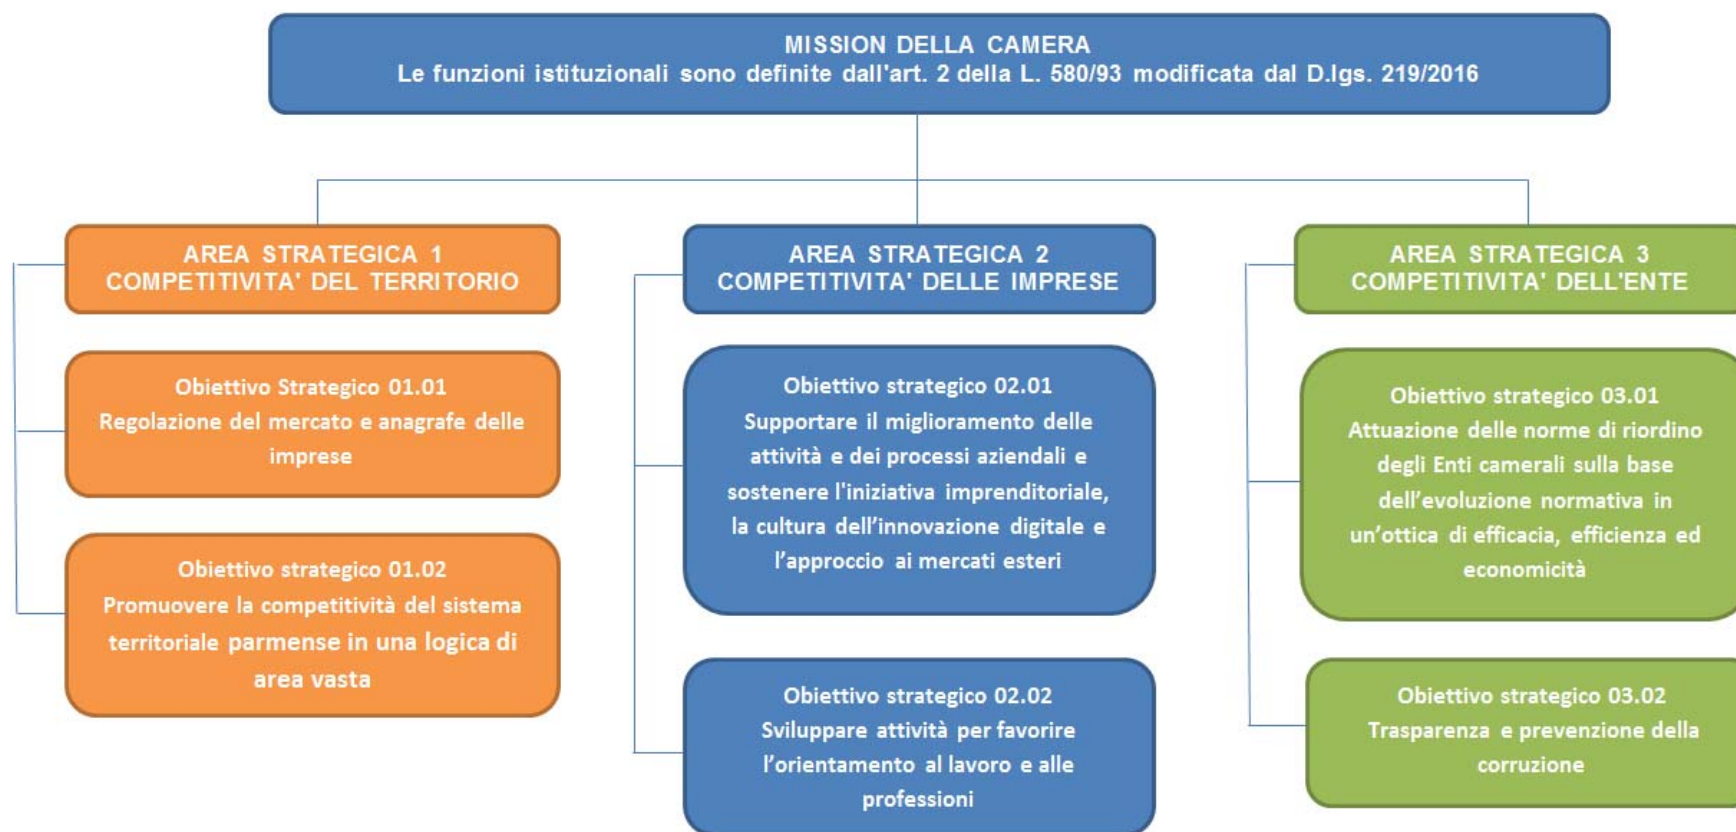 MISSION DELLA CAMERA
Le funzioni istituzionali sono definite dall'art. 2 della L. 580/93 modificata dal D.lgs. 219/2016
AREA STRATEGICA 1
COMPETITIVITA' DEL TERRITORIO
Obiettivo Strategico 01.01
Regolazione del mercato e anagrafe delle
imprese
Obiettivo strategico 01.02
Promuovere la competitività del sistema
territoriale parmense in una logica di
area vasta
AREA STRATEGICA 2
COMPETITIVITA' DELLE IMPRESE
Obiettivo strategico 02.01
Supportare il miglioramento delle
attività e dei processi aziendali e
sostenere l'iniziativa imprenditoriale,
la cultura dell’innovazione digitale e
l’approccio ai mercati esteri
Obiettivo strategico 02.02
Sviluppare attività per favorire
l’orientamento al lavoro e alle
professioni
AREA STRATEGICA 3
COMPETITIVITA' DELL'ENTE
Obiettivo strategico 03.01
Attuazione delle norme di riordino
degli Enti camerali sulla base
dell’evoluzione normativa in
un’ottica di efficacia, efficienza ed
economicità
Obiettivo strategico 03.02
Trasparenza e prevenzione della
corruzione